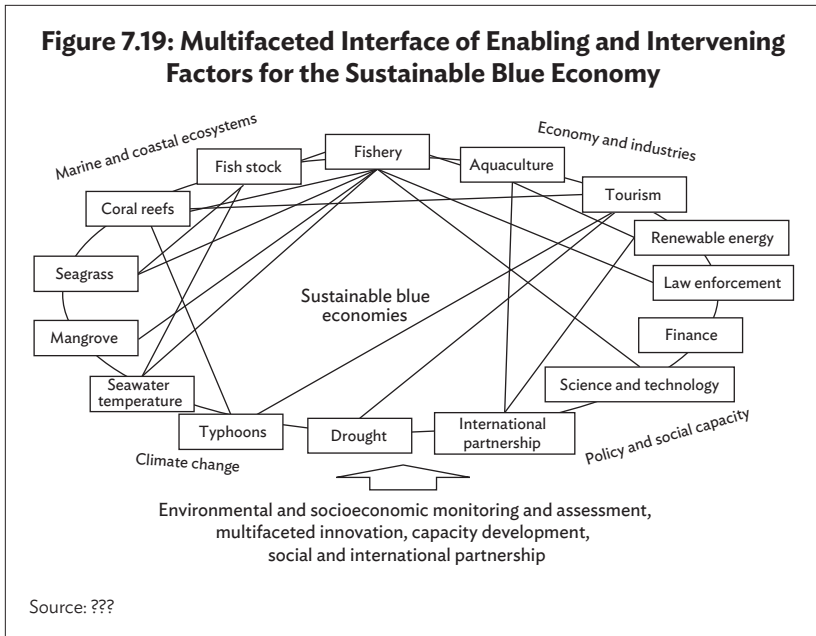 Figure 7.19: Multifaceted Interface of Enabling and Intervening
Factors for the Sustainable Blue Economy
Marine and coastal ecosystems
Economy and industries
Fishery
Fish stock
Aquaculture
Coral reefs
Tourism
Renewable energy
Seagrass
Law enforcement
Sustainable blue
economies
Mangrove
Finance
Seawater
temperature
Science and technology
Typhoons
Drought
International
partnership
Policy and social capacity
Climate change
Environmental and socioeconomic monitoring and assessment,
multifaceted innovation, capacity development,
social and international partnership
Source: ???